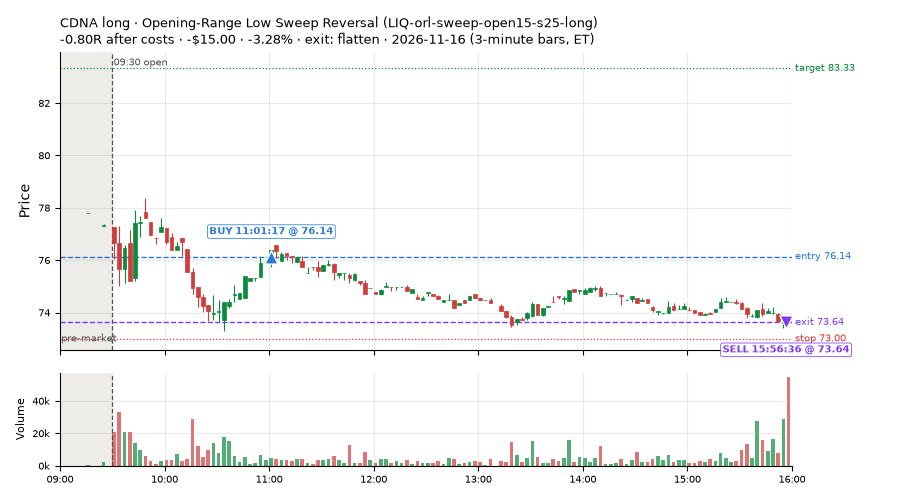 CDNA long · Opening-Range Low Sweep Reversal (LIQ-orl-sweep-open15-s25-long)
-0.80R after costs · -$15.00 · -3.28% · exit: flatten · 2026-11-16 (3-minute bars, ET)
09:30 open
target 83.33
82
80
78
BUY 11:01:17 @ 76.14
76
entry 76.14
74
exit 73.64
pre-market
stop 73.00
SELL 15:56:36 @ 73.64
Price
40k
20k
0k
Volume
09:00
10:00
11:00
12:00
13:00
14:00
15:00
16:00